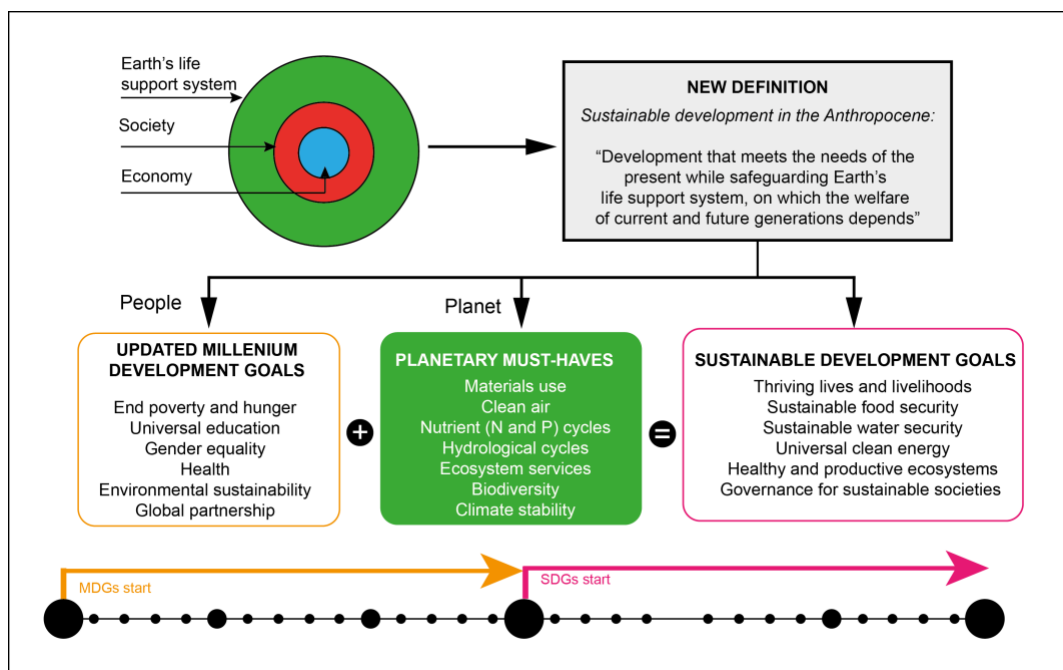 Earth's life
support system
Society
Economy
NEW DEFINITION
Sustainable development in the Anthropocene:
“Development that meets the needs of the
present while safeguarding Earth's
life support system, on which the welfare
of current and future generations depends”
People
Planet
UPDATED MILLENIUM
DEVELOPMENT GOALS
End poverty and hunger
Universal education
Gender equality
Health
Environmental sustainability
Global partnership
+
PLANETARY MUST-HAVES
Materials use
Clean air
Nutrient (N and P) cycles
Hydrological cycles
Ecosystem services
Biodiversity
Climate stability
=
SUSTAINABLE DEVELOPMENT GOALS
Thriving lives and livelihoods
Sustainable food security
Sustainable water security
Universal clean energy
Healthy and productive ecosystems
Governance for sustainable societies
MDGs start
SDGs start